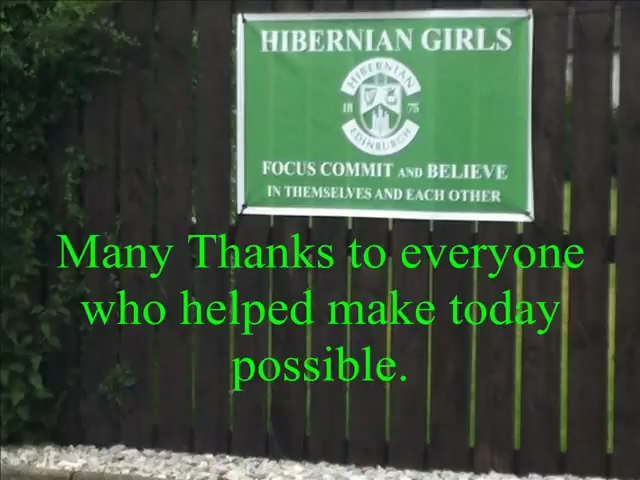 HIBERNIAN GIRLS
HIBERNIAN
18 75
EDINBURGH
FOCUS COMMIT AND BELIEVE
IN THEMSELVES AND EACH OTHER
Many Thanks to everyone
who helped make today
possible.